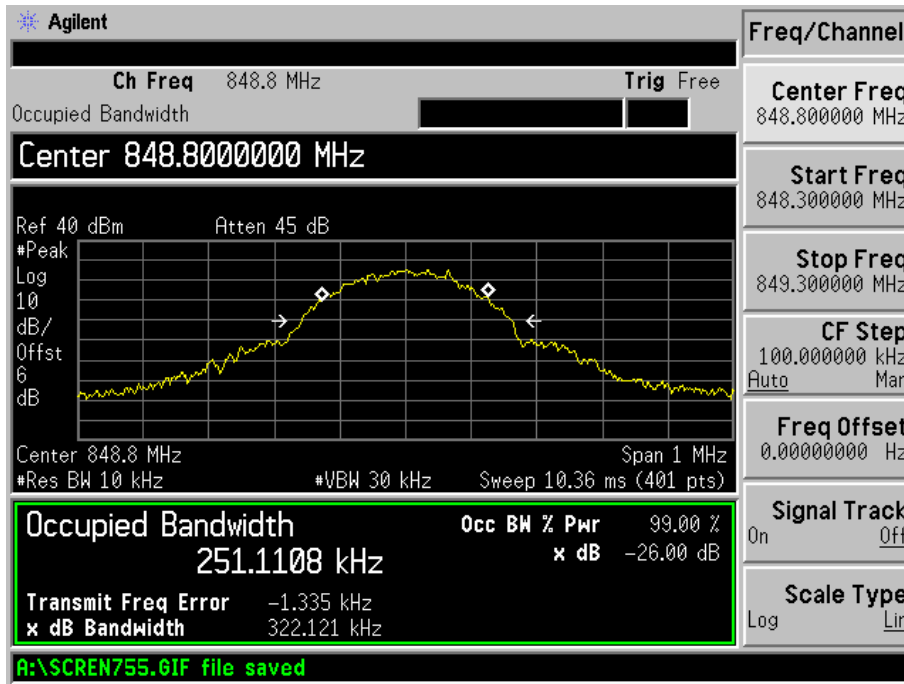 Agilent
Freq/Channel
Ch Freq 848.8 MHz Trig Free
Occupied Bandwidth
Center 848.8000000 MHz
Ref 40 dBm Atten 45 dB
#Peak
Log
10
dB/
Offst
6
dB
Center 848.8 MHz Span 1 MHz
#Res BW 10 kHz #VBW 30 kHz Sweep 10.36 ms (401 pts)
Occupied Bandwidth
251.1108 kHz
Occ BW % Pwr 99.00 %
x dB -26.00 dB
Transmit Freq Error -1.335 kHz
x dB Bandwidth 322.121 kHz
A:\SCREN755.GIF file saved
Center Freq
848.800000 MHz
Start Freq
848.300000 MHz
Stop Freq
849.300000 MHz
CF Step
100.000000 kHz
Auto Man
Freq Offset
0.00000000 Hz
Signal Track
On Off
Scale Type
Log Lin